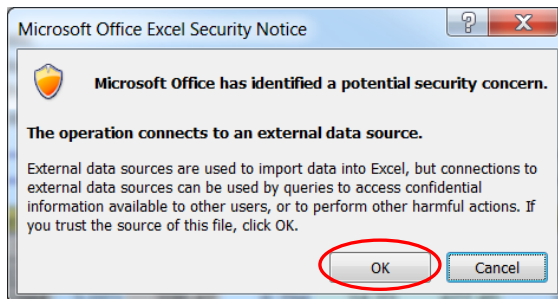 Microsoft Office Excel Security Notice
Microsoft Office has identified a potential security concern.
The operation connects to an external data source.
External data sources are used to import data into Excel, but connections to
external data sources can be used by queries to access confidential
information available to other users, or to perform other harmful actions. If
you trust the source of this file, click OK.
OK Cancel